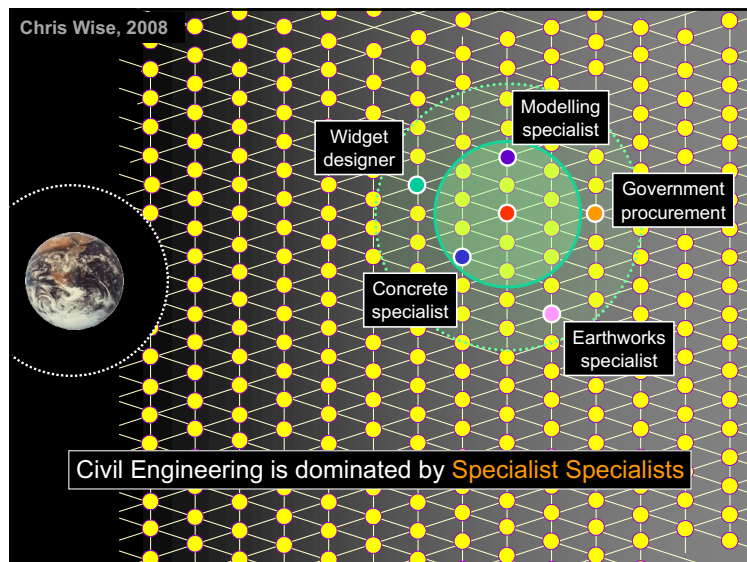 Chris Wise, 2008
Modelling
specialist
Widget
designer
Government
procurement
Concrete
specialist
Earthworks
specialist
Civil Engineering is dominated by Specialist Specialists